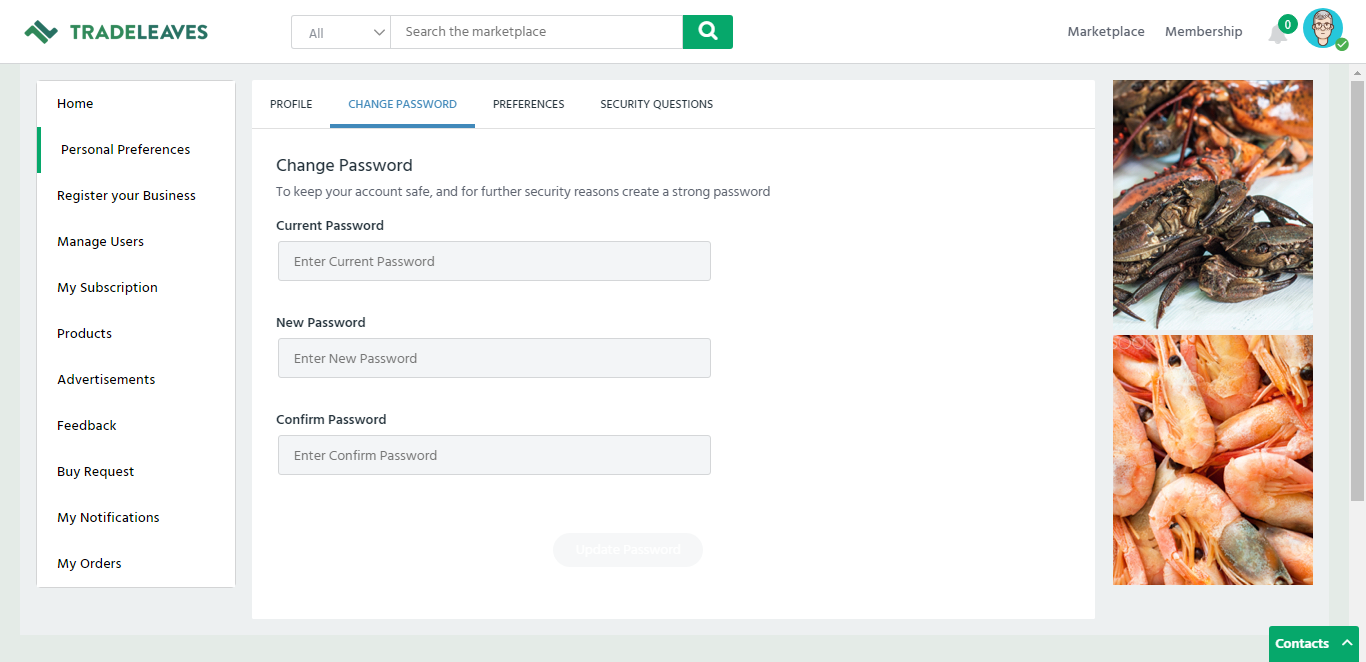 TRADELEAVES
All
Search the marketplace
Marketplace
Membership
0
Home
Personal Preferences
Register your Business
Manage Users
My Subscription
Products
Advertisements
Feedback
Buy Request
My Notifications
My Orders
PROFILE
CHANGE PASSWORD
PREFERENCES
SECURITY QUESTIONS
Change Password
To keep your account safe, and for further security reasons create a strong password
Current Password
Enter Current Password
New Password
Enter New Password
Confirm Password
Enter Confirm Password
Update Password
Contacts